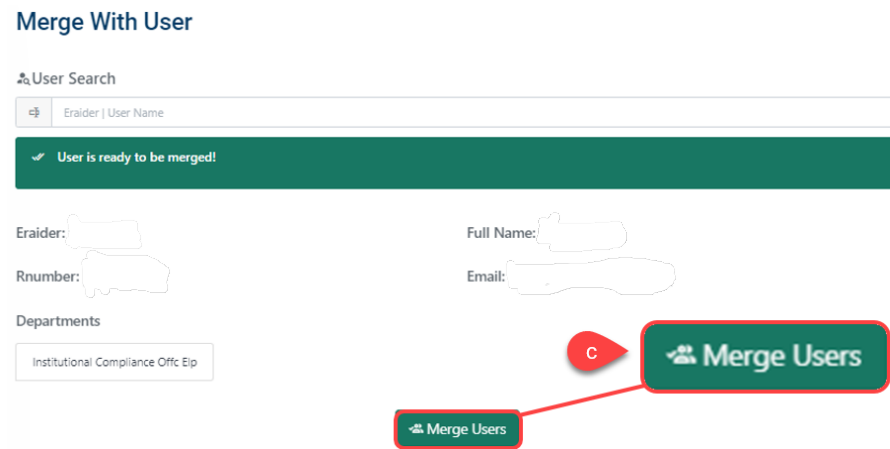 Merge With User
User Search
Eraider | User Name
User is ready to be merged!
Eraider:
Full Name:
Rnumber:
Email:
Departments
Institutional Compliance Offc Elp
C
Merge Users
Merge Users